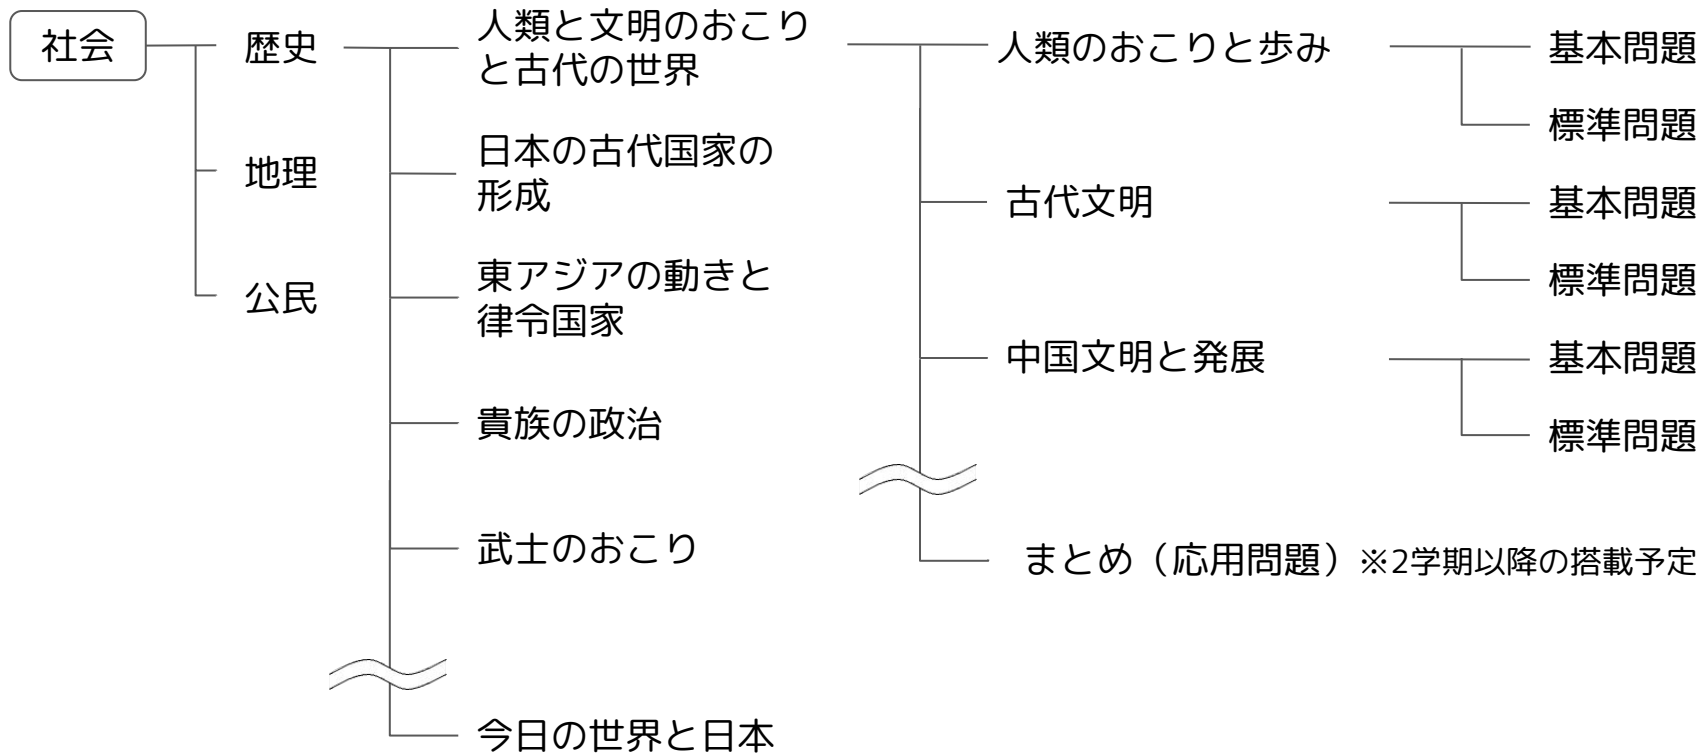 社会
歴史
地理
公民
人類と文明のおこり
と古代の世界
日本の古代国家の
形成
東アジアの動きと
律令国家
貴族の政治
武士のおこり
今日の世界と日本
人類のおこりと歩み
基本問題
標準問題
古代文明
基本問題
標準問題
中国文明と発展
基本問題
標準問題
まとめ（応用問題）※2学期以降の搭載予定